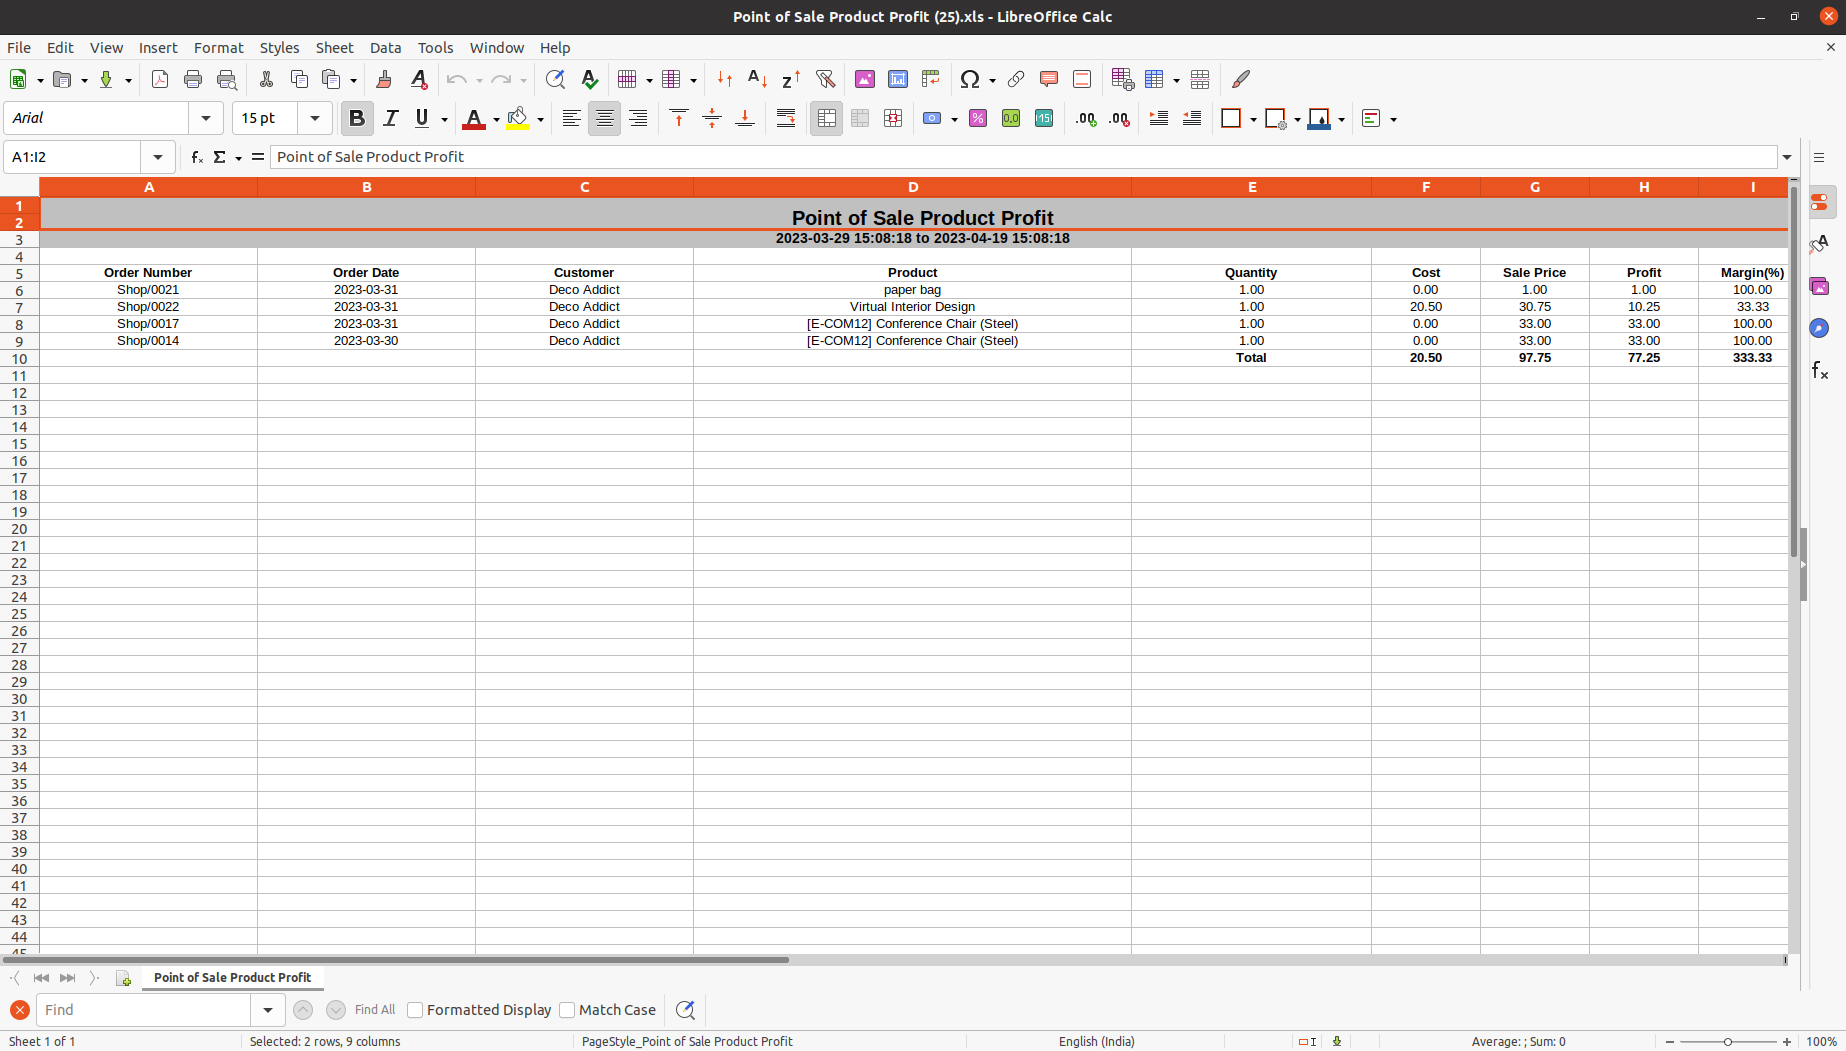 Point of Sale Product Profit (25).xls - LibreOffice Calc
File Edit View Insert Format Styles Sheet Data Tools Window Help
Arial 15 pt
A1:I2 Point of Sale Product Profit
A B C D E F G H I
1
2 Point of Sale Product Profit
3 2023-03-29 15:08:18 to 2023-04-19 15:08:18
4
5 Order Number Order Date Customer Product Quantity Cost Sale Price Profit Margin(%)
6 Shop/0021 2023-03-31 Deco Addict paper bag 1.00 0.00 1.00 1.00 100.00
7 Shop/0022 2023-03-31 Deco Addict Virtual Interior Design 1.00 20.50 30.75 10.25 33.33
8 Shop/0017 2023-03-31 Deco Addict [E-COM12] Conference Chair (Steel) 1.00 0.00 33.00 33.00 100.00
9 Shop/0014 2023-03-30 Deco Addict [E-COM12] Conference Chair (Steel) 1.00 0.00 33.00 33.00 100.00
10 Total 20.50 97.75 77.25 333.33
11
12
13
14
15
16
17
18
19
20
21
22
23
24
25
26
27
28
29
30
31
32
33
34
35
36
37
38
39
40
41
42
43
44
45
Point of Sale Product Profit
Find Find All Formatted Display Match Case
Sheet 1 of 1 Selected: 2 rows, 9 columns PageStyle_Point of Sale Product Profit English (India) Average: ; Sum: 0 100%